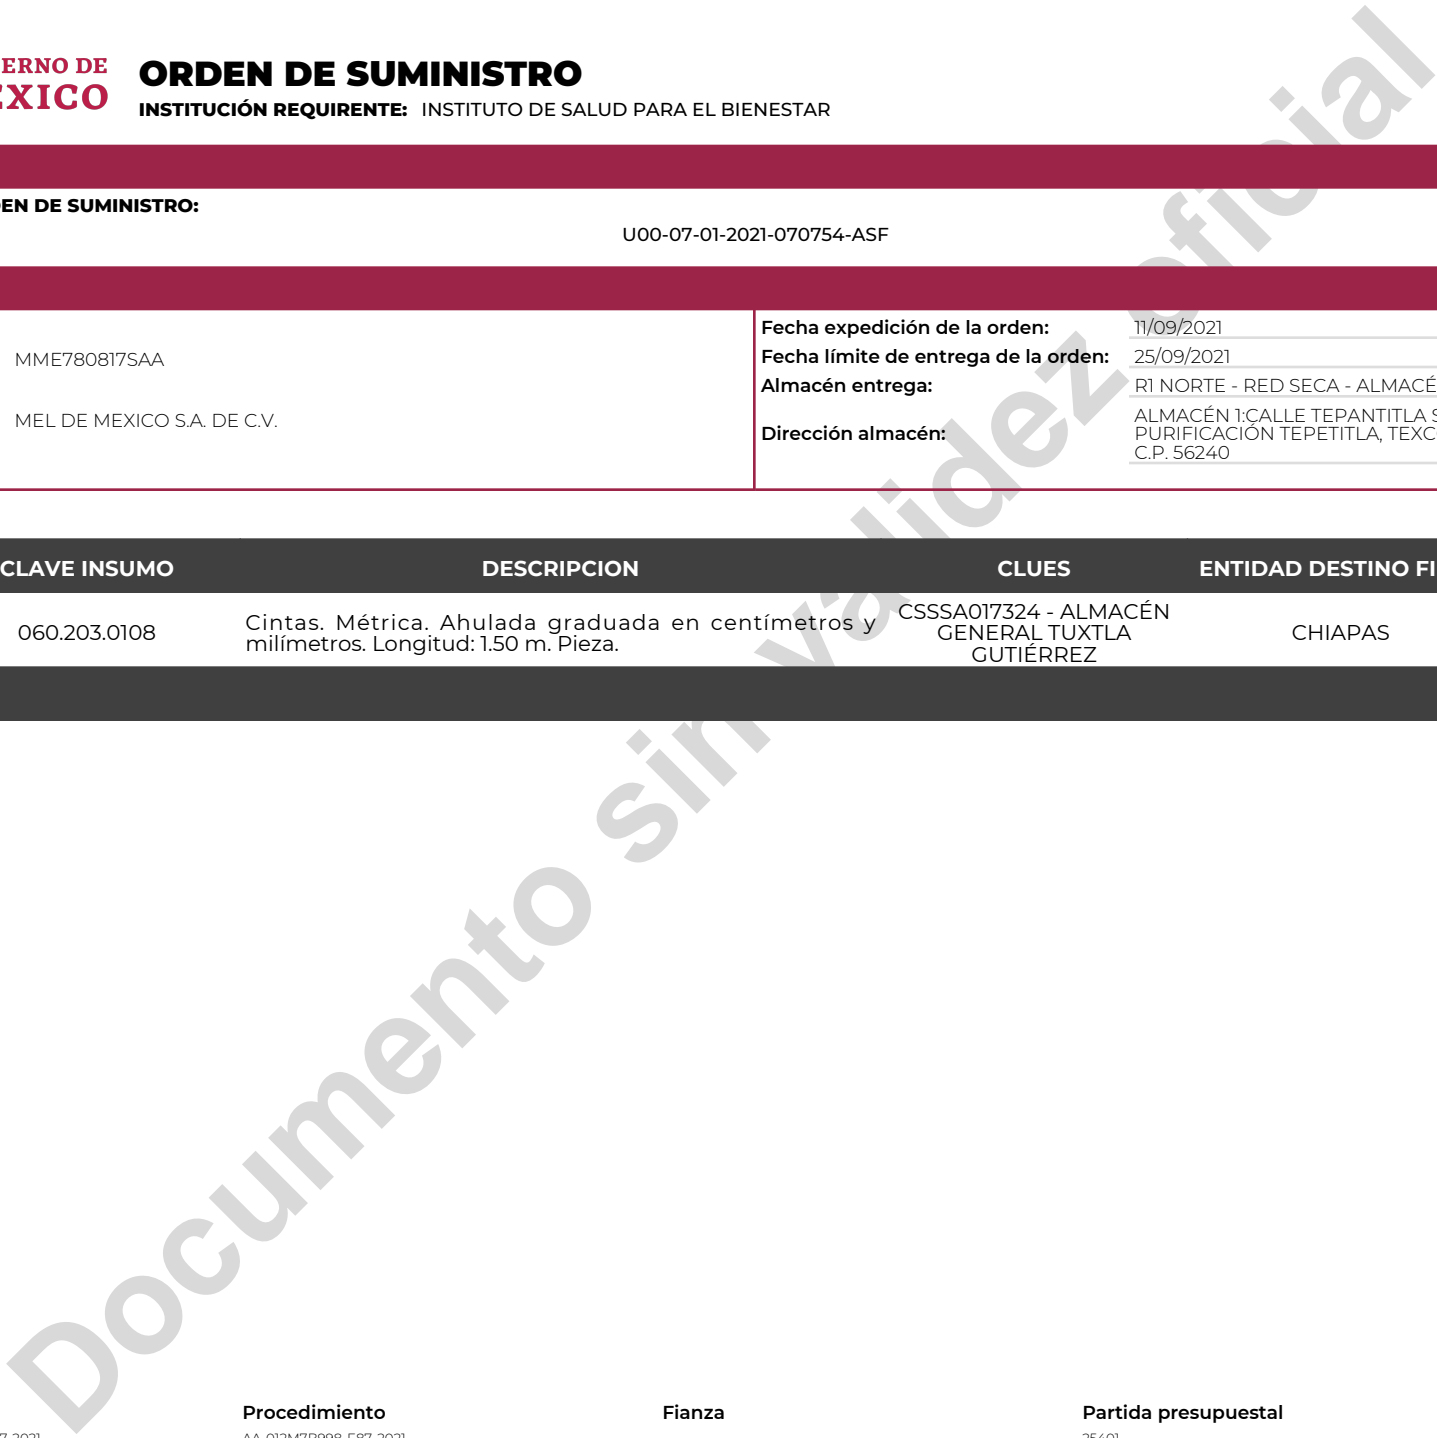 ERNO DE
ÉXICO
ORDEN DE SUMINISTRO
INSTITUCIÓN REQUIRENTE: INSTITUTO DE SALUD PARA EL BIENESTAR
EN DE SUMINISTRO:
U00-07-01-2021-070754-ASF
MME780817SAA
MEL DE MEXICO S.A. DE C.V.
Fecha expedición de la orden: 11/09/2021
Fecha límite de entrega de la orden: 25/09/2021
Almacén entrega: R1 NORTE - RED SECA - ALMACÉ
Dirección almacén: ALMACÉN 1:CALLE TEPANTITLA S
PURIFICACIÓN TEPETITLA, TEXC
C.P. 56240
CLAVE INSUMO DESCRIPCION CLUES ENTIDAD DESTINO FI
060.203.0108
Cintas. Métrica. Ahulada graduada en centímetros y
milímetros. Longitud: 1.50 m. Pieza.
CSSSA017324 - ALMACÉN
GENERAL TUXTLA
GUTIÉRREZ
CHIAPAS
Documento sin validez oficial
Procedimiento Fianza Partida presupuestal